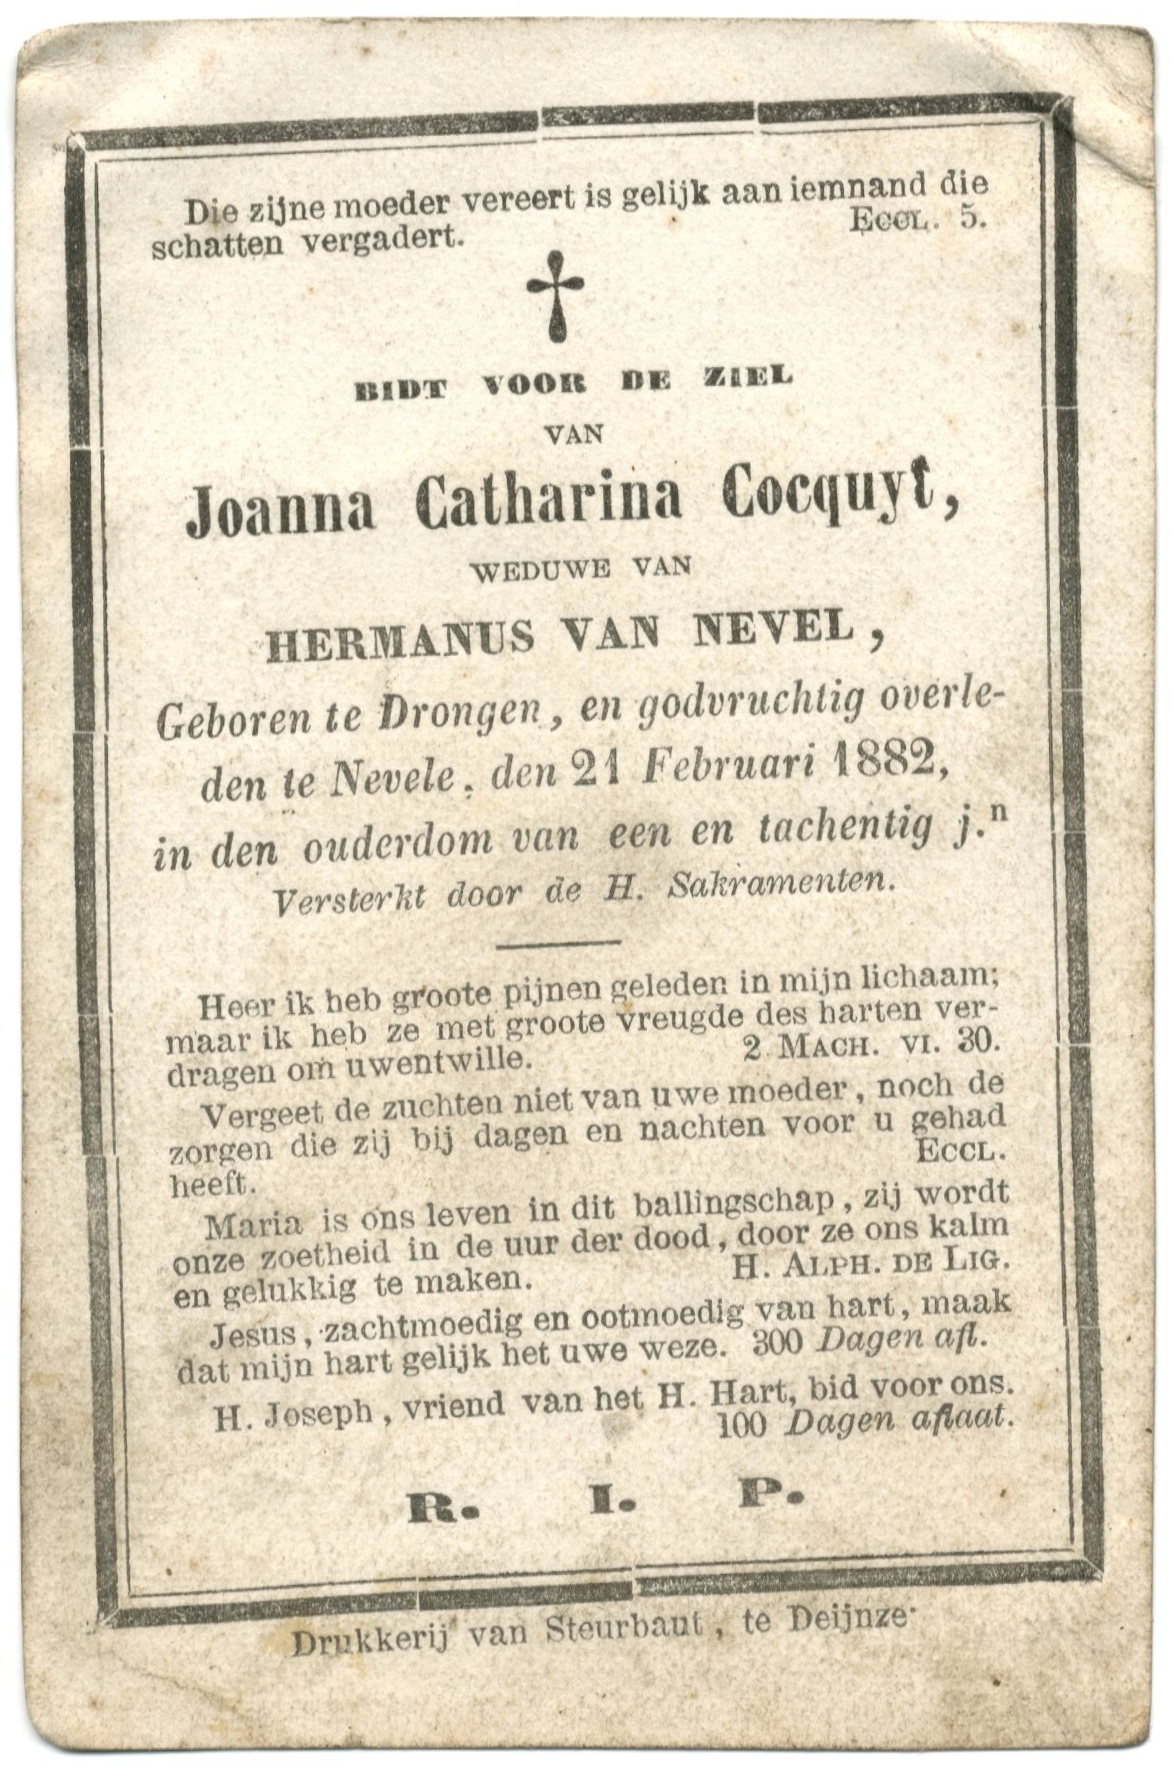 Die zijne moeder vereert is gelijk aan iemnand die
schatten vergadert. Eccl. 5.
BIDT VOOR DE ZIEL
VAN
Joanna Catharina Cocquyt,
WEDUWE VAN
HERMANUS VAN NEVEL,
Geboren te Drongen, en godvruchtig overle-
den te Nevele, den 21 Februari 1882,
in den ouderdom van een en tachentig j.n
Versterkt door de H. Sakramenten.
Heer ik heb groote pijnen geleden in mijn lichaam;
maar ik heb ze met groote vreugde des harten ver-
dragen om uwentwille. 2 MACH. VI. 30.
Vergeet de zuchten niet van uwe moeder, noch de
zorgen die zij bij dagen en nachten voor u gehad
heeft. ECCL.
Maria is ons leven in dit ballingschap, zij wordt
onze zoetheid in de uur der dood, door ze ons kalm
en gelukkig te maken. H. ALPH. DE LIG.
Jesus, zachtmoedig en ootmoedig van hart, maak
dat mijn hart gelijk het uwe weze. 300 Dagen afl.
H. Joseph, vriend van het H. Hart, bid voor ons.
100 Dagen aflaat.
R. I. P.
Drukkerij van Steurbaut, te Deijnze